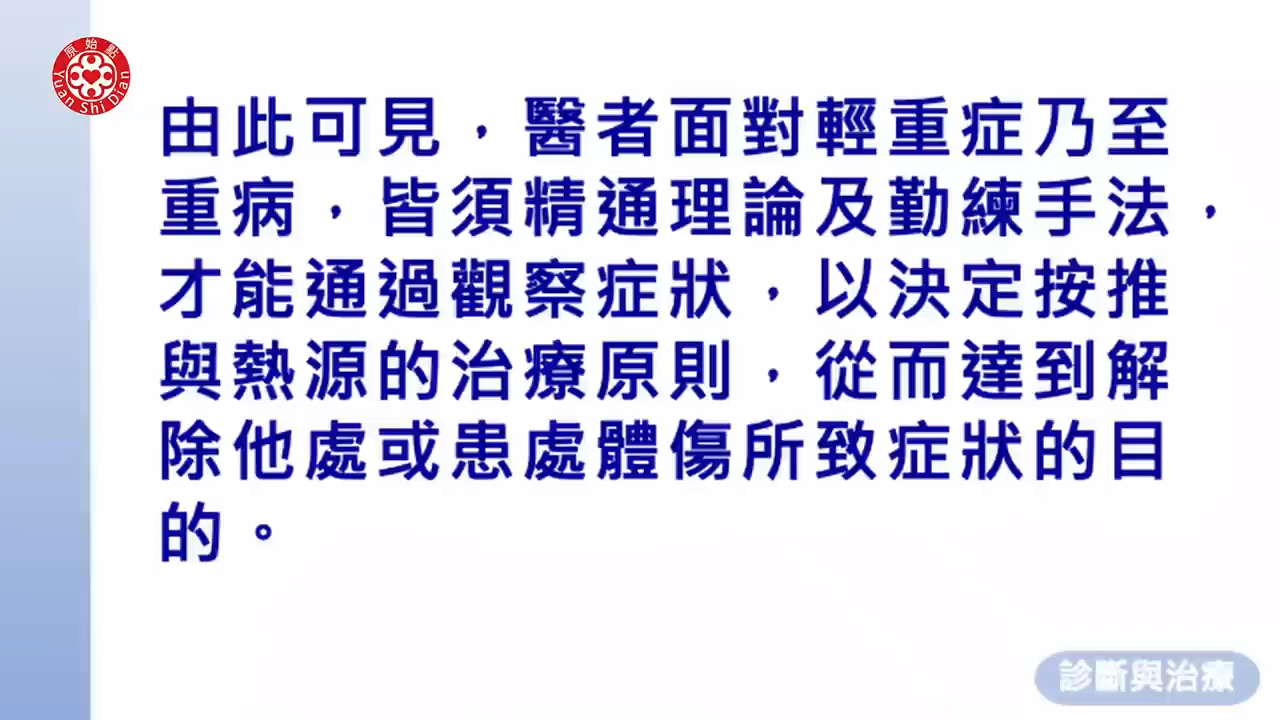 原始點
Yuan Shi Dian
由此可見，醫者面對輕重症乃至
重病，皆須精通理論及勤練手法，
才能通過觀察症狀，以決定按推
與熱源的治療原則，從而達到解
除他處或患處體傷所致症狀的目
的。
診斷與治療